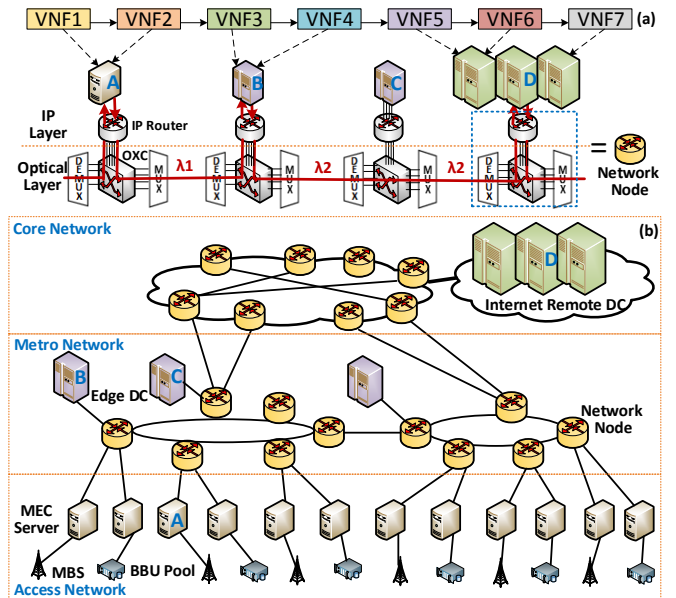 VNF1 VNF2 VNF3 VNF4 VNF5 VNF6 VNF7 (a)
A B C D
IP Layer
IP Router
OXC
Optical Layer
DEMUX MUX λ1 DEMUX MUX λ2 DEMUX MUX λ2 DEMUX MUX
=
Network Node
Core Network (b)
D
Internet Remote DC
Metro Network
B C
Edge DC
Network Node
MEC Server
A
MBS BBU Pool
Access Network